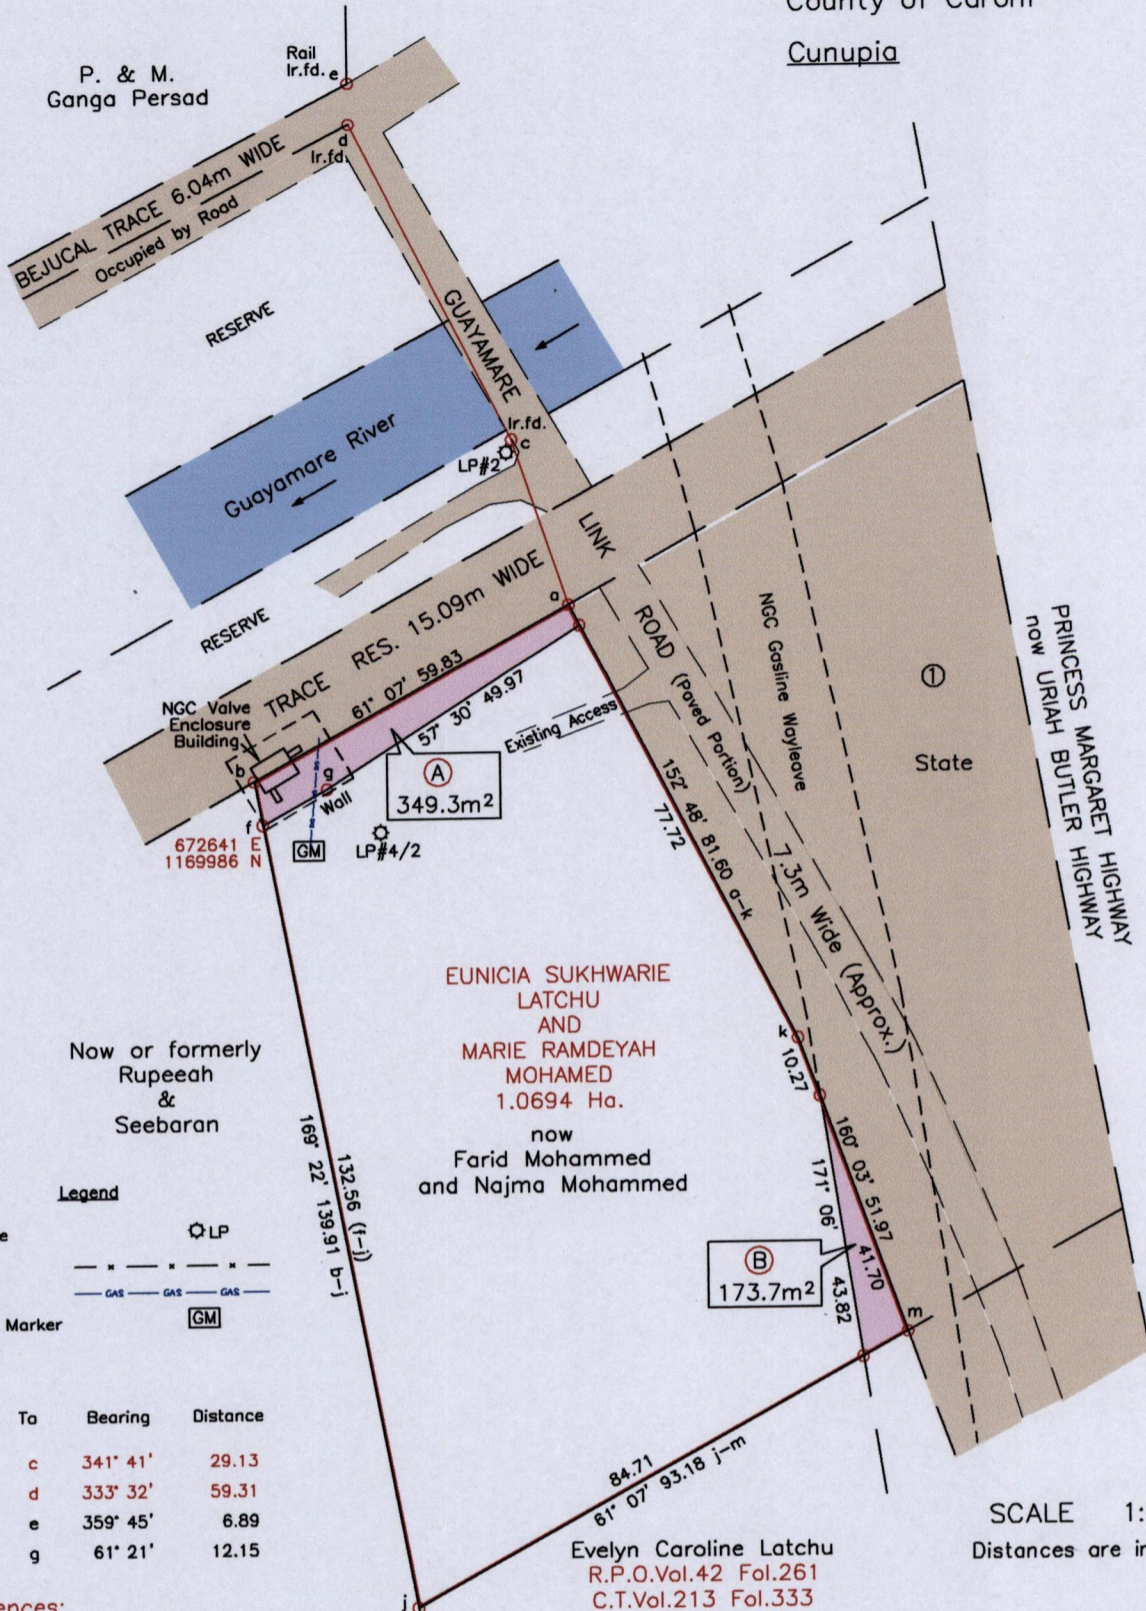 County of Caroni
Cunupia
Rail
Ir.fd. e
P. & M.
Ganga Persad
d
Ir.fd.
BEJUCAL TRACE 6.04m WIDE
Occupied by Road
RESERVE
GUAYAMARE
Guayamare River
Ir.fd.
c
LP#2
LINK
RESERVE
TRACE RES. 15.09m WIDE
a
ROAD (Paved Portion)
7.3m Wide (Approx.)
NGC Gasline Wayleave
PRINCESS MARGARET HIGHWAY
now URIAH BUTLER HIGHWAY
1
State
NGC Valve
Enclosure
Building
61° 07' 59.83
57° 30' 49.97
Existing Access
b
g
Wall
f
A
349.3m²
672641 E
1169986 N
GM
LP#4/2
152° 48' 81.60 a-k
77.72
k
10.27
EUNICIA SUKHWARIE
LATCHU
AND
MARIE RAMDEYAH
MOHAMED
1.0694 Ha.
now
Farid Mohammed
and Najma Mohammed
Now or formerly
Rupeeah
&
Seebaran
132.56 (f-j)
169° 22' 139.91 b-j
160° 03' 51.97
41.70
171° 06'
43.82
B
173.7m²
m
Legend
e
LP
GAS GAS GAS
Marker GM
To Bearing Distance
c 341° 41' 29.13
d 333° 32' 59.31
e 359° 45' 6.89
g 61° 21' 12.15
84.71
61° 07' 93.18 j-m
j
Evelyn Caroline Latchu
R.P.O.Vol.42 Fol.261
C.T.Vol.213 Fol.333
SCALE 1:
Distances are in
ences: